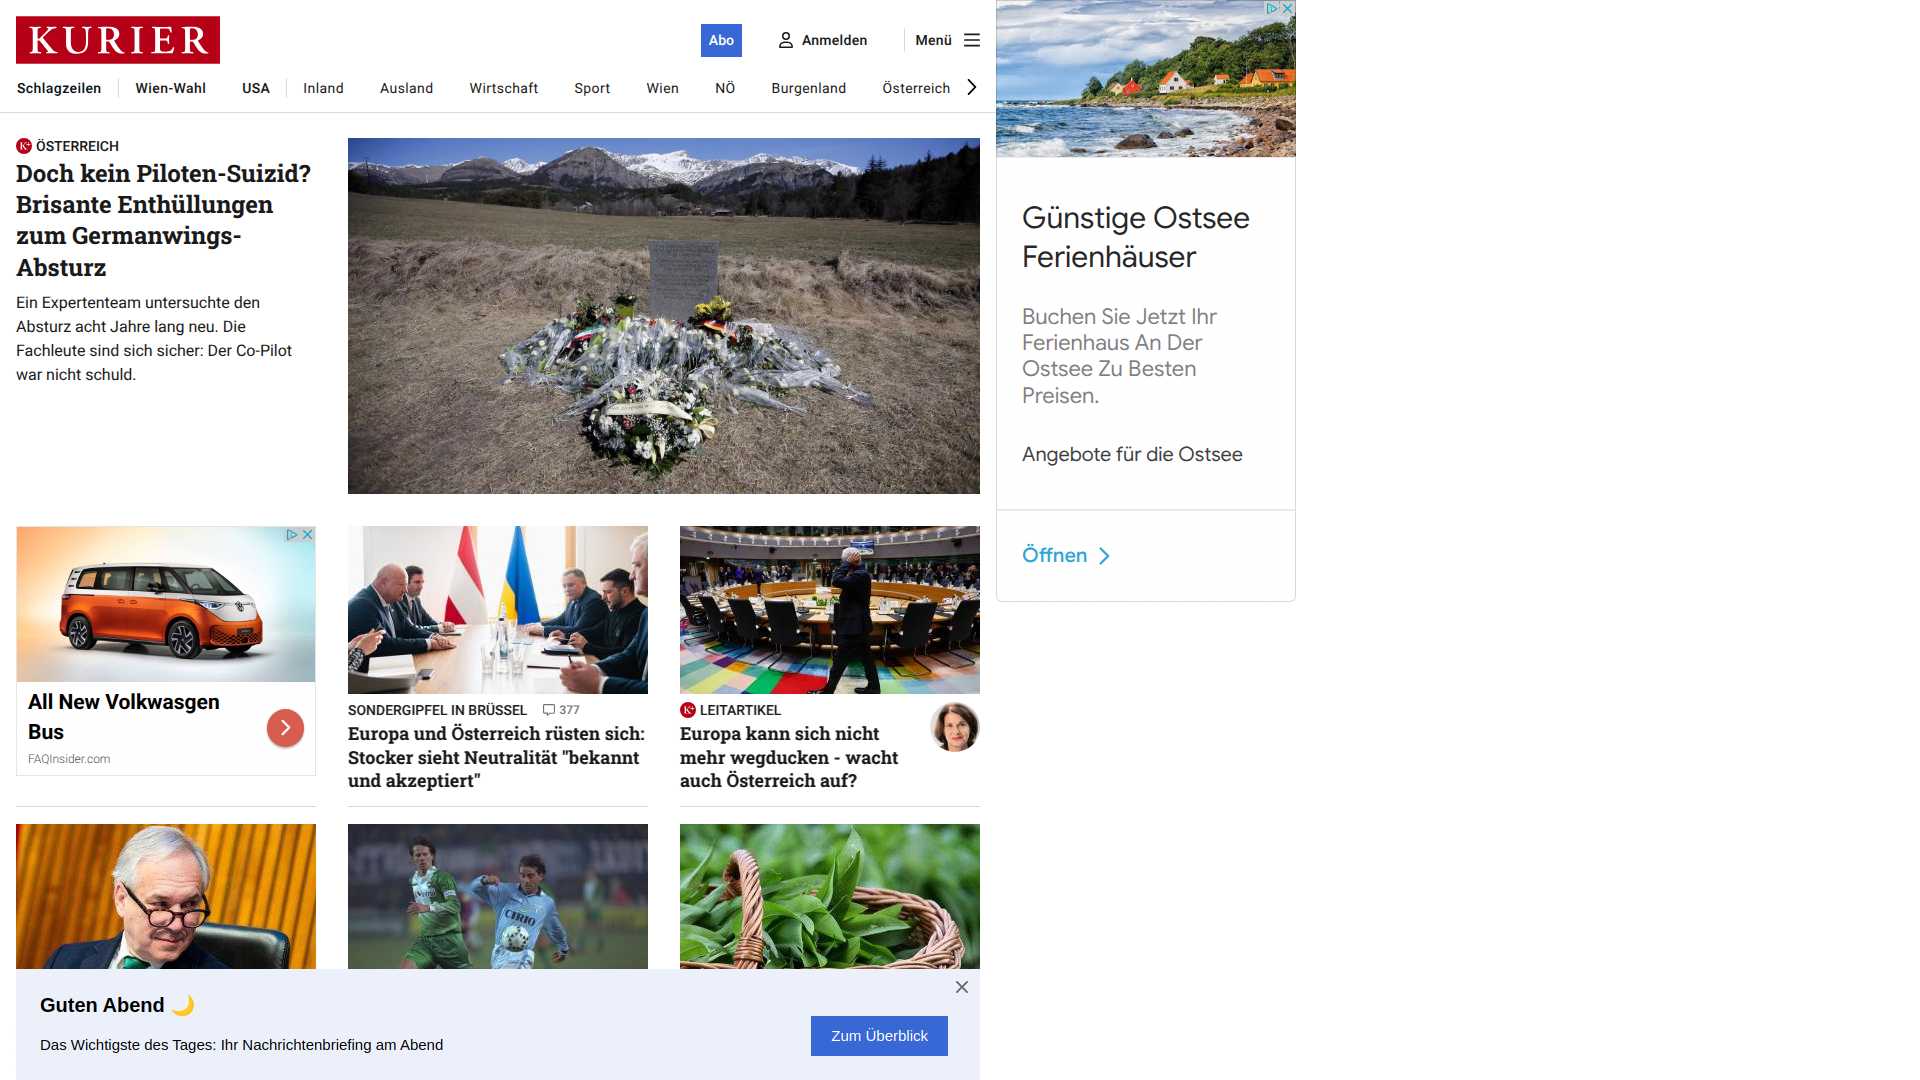 KURIER
Abo
Anmelden
Menü
Schlagzeilen
Wien-Wahl
USA
Inland
Ausland
Wirtschaft
Sport
Wien
NÖ
Burgenland
Österreich
K+ ÖSTERREICH
Doch kein Piloten-Suizid?
Brisante Enthüllungen
zum Germanwings-
Absturz
Ein Expertenteam untersuchte den
Absturz acht Jahre lang neu. Die
Fachleute sind sich sicher: Der Co-Pilot
war nicht schuld.
Günstige Ostsee
Ferienhäuser
Buchen Sie Jetzt Ihr
Ferienhaus An Der
Ostsee Zu Besten
Preisen.
Angebote für die Ostsee
Öffnen
All New Volkwasgen
Bus
FAQInsider.com
SONDERGIPFEL IN BRÜSSEL 377
Europa und Österreich rüsten sich:
Stocker sieht Neutralität "bekannt
und akzeptiert"
K+ LEITARTIKEL
Europa kann sich nicht
mehr wegducken - wacht
auch Österreich auf?
CIRIO
Guten Abend 🌙
Das Wichtigste des Tages: Ihr Nachrichtenbriefing am Abend
Zum Überblick